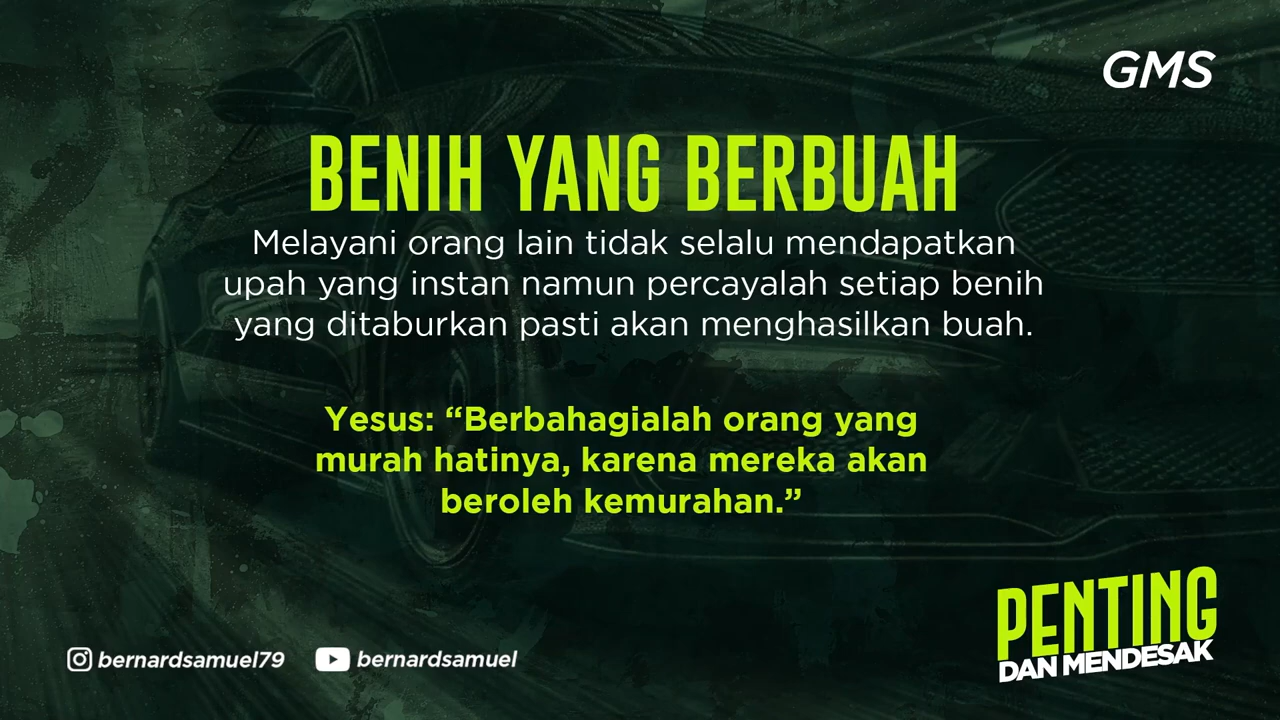 GMS
BENIH YANG BERBUAH
Melayani orang lain tidak selalu mendapatkan
upah yang instan namun percayalah setiap benih
yang ditaburkan pasti akan menghasilkan buah.
Yesus: “Berbahagialah orang yang
murah hatinya, karena mereka akan
beroleh kemurahan.”
PENTING
DAN MENDESAK
bernardsamuel79
bernardsamuel